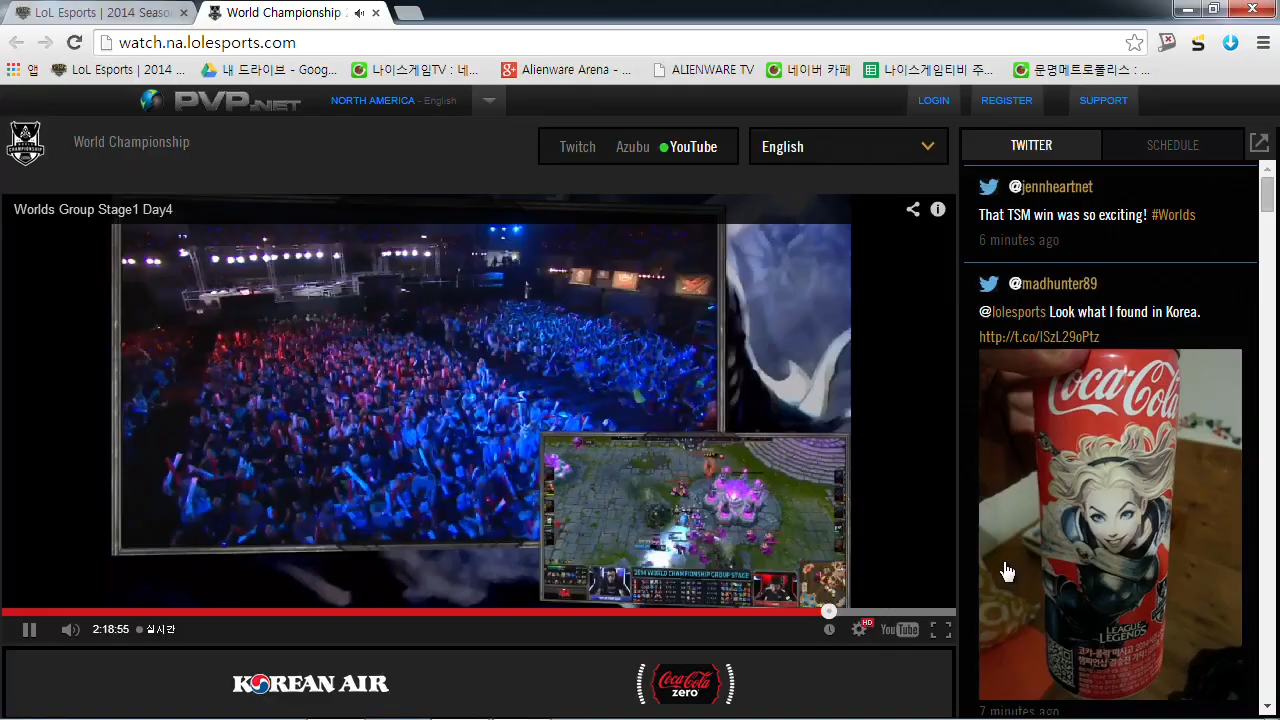 LoL Esports | 2014 Seaso
World Championship 2
watch.na.lolesports.com
앱
LoL Esports | 2014 ...
내 드라이브 - Goog...
나이스게임TV : 네...
Alienware Arena - ...
ALIENWARE TV
네이버 카페
나이스게임티비 주...
문명메트로폴리스 : ...
PVP.NET
NORTH AMERICA - English
LOGIN
REGISTER
SUPPORT
World Championship
Twitch
Azubu
YouTube
English
TWITTER
SCHEDULE
Worlds Group Stage1 Day4
@jennheartnet
That TSM win was so exciting! #Worlds
6 minutes ago
@madhunter89
@lolesports Look what I found in Korea.
http://t.co/lSzL29oPtz
Coca-Cola
LEAGUE
LEGENDS
2014 WORLD CHAMPIONSHIP GROUP STAGE
2:18:55
실시간
HD
YouTube
KOREAN AIR
Coca-Cola
zero
7 minutes ago